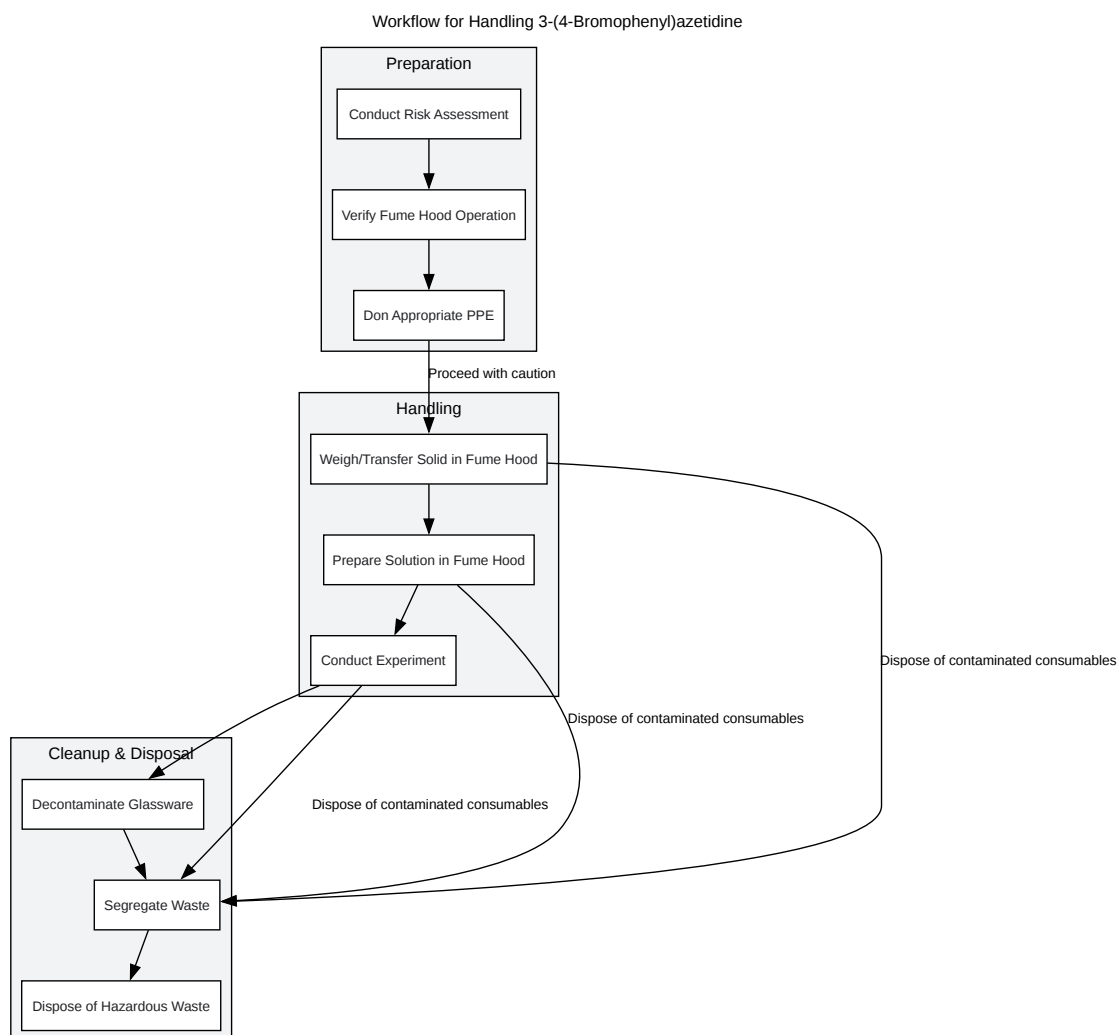 Workflow for Handling 3-(4-Bromophenyl)azetidine
Preparation
Conduct Risk Assessment
Verify Fume Hood Operation
Don Appropriate PPE
Proceed with caution
Handling
Weigh/Transfer Solid in Fume Hood
Prepare Solution in Fume Hood
Conduct Experiment
Dispose of contaminated consumables
Dispose of contaminated consumables
Cleanup & Disposal
Decontaminate Glassware
Dispose of contaminated consumables
Segregate Waste
Dispose of Hazardous Waste